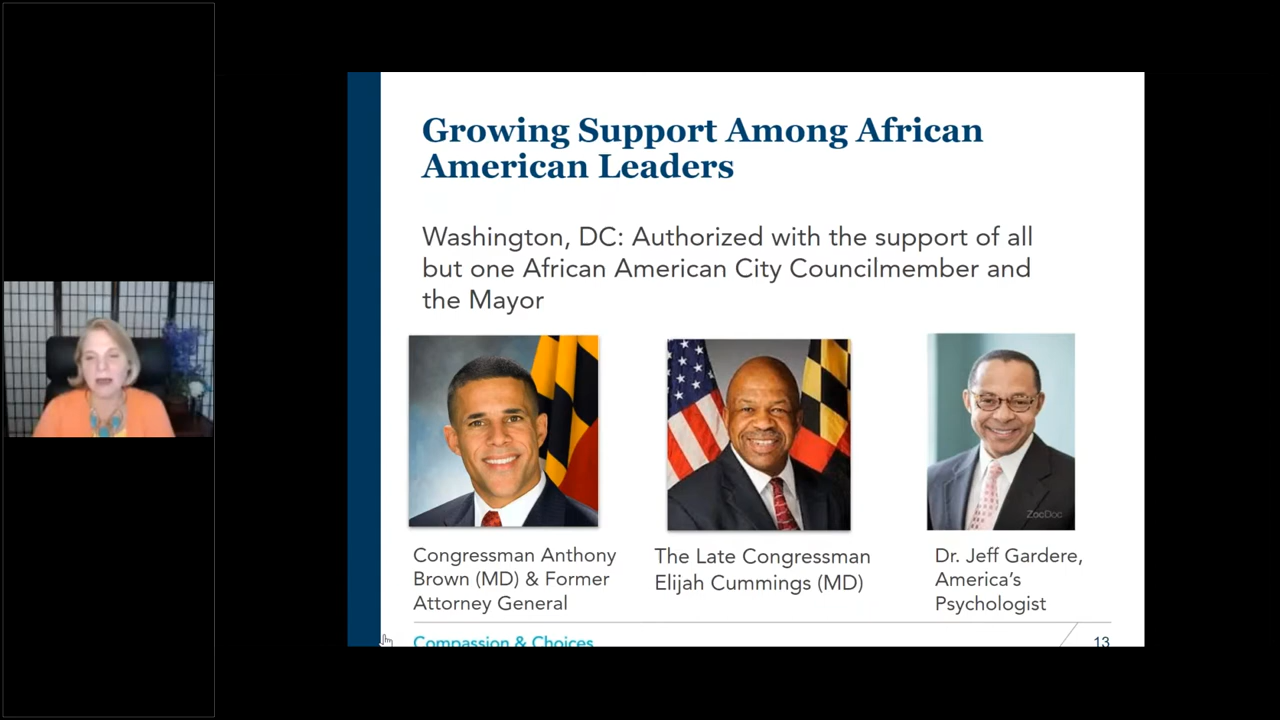 Growing Support Among African
American Leaders
Washington, DC: Authorized with the support of all
but one African American City Councilmember and
the Mayor
ZocDoc
Congressman Anthony
Brown (MD) & Former
Attorney General
The Late Congressman
Elijah Cummings (MD)
Dr. Jeff Gardere,
America’s
Psychologist
Compassion & Choices
13